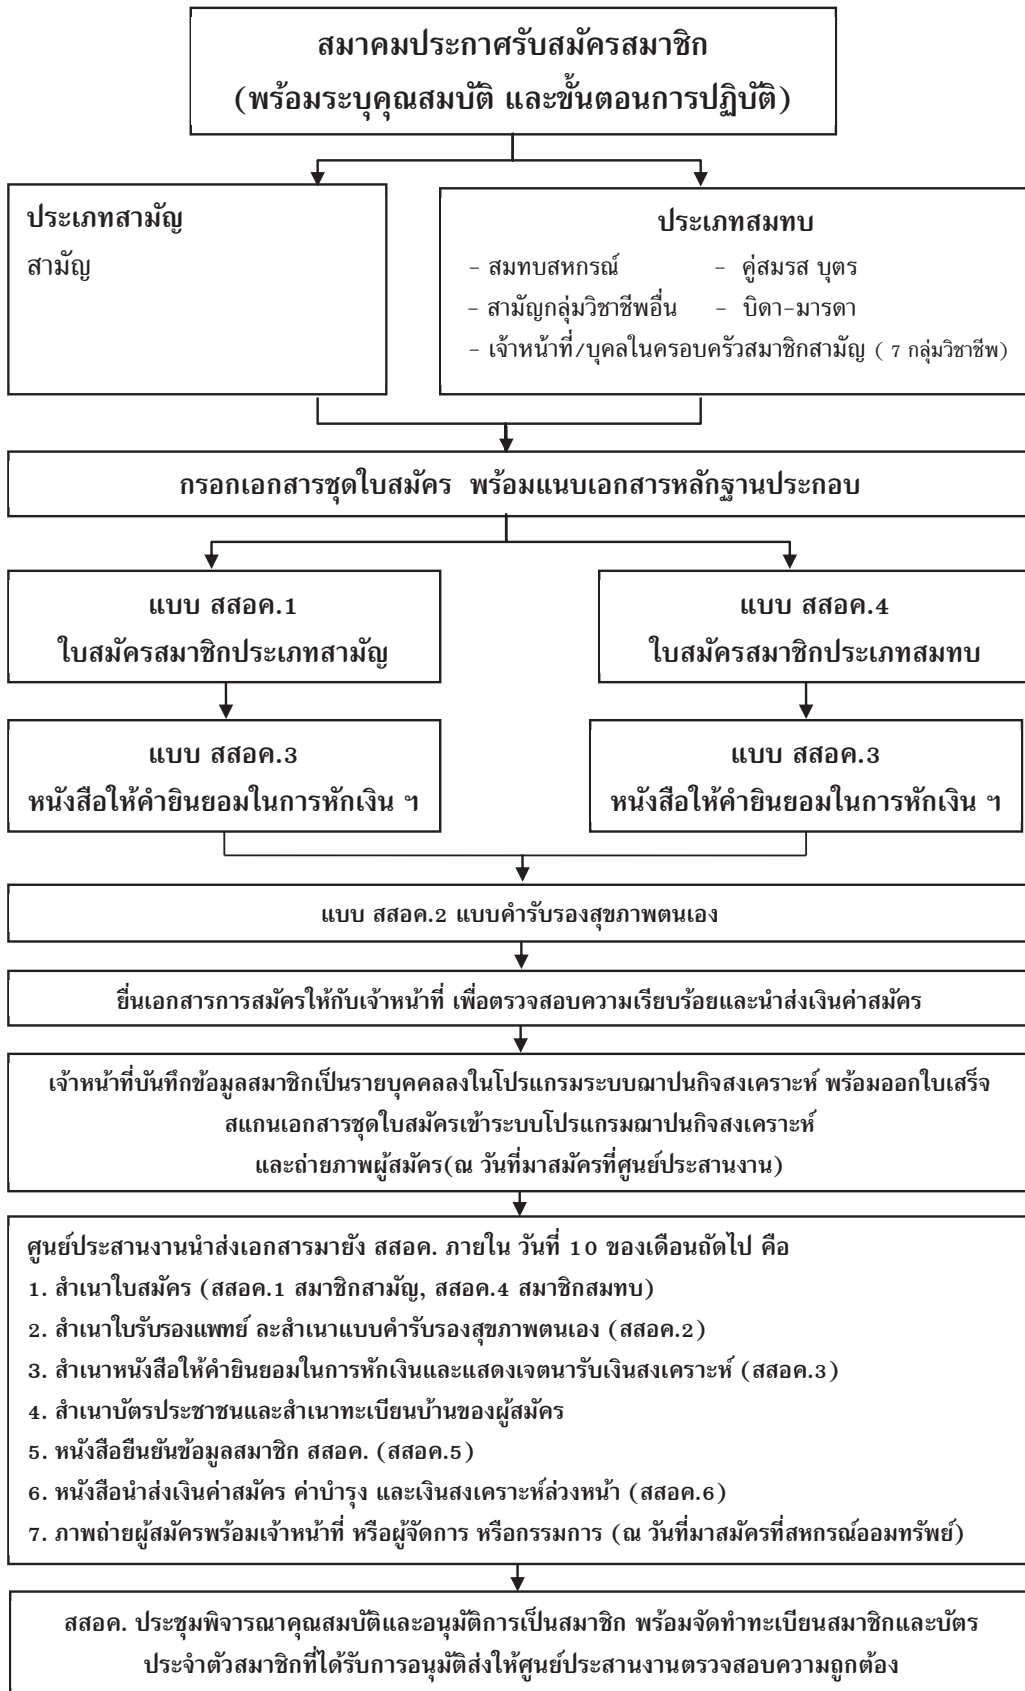 สมาคมประกาศรับสมัครสมาชิก
(พร้อมระบุคุณสมบัติ และขั้นตอนการปฏิบัติ)
ประเภทสามัญ
สามัญ
ประเภทสมทบ
- สมทบสหกรณ์ - คู่สมรส บุตร
- สามัญกลุ่มวิชาชีพอื่น - บิดา-มารดา
- เจ้าหน้าที่/บุคลในครอบครัวสมาชิกสามัญ ( 7 กลุ่มวิชาชีพ)
กรอกเอกสารชุดใบสมัคร พร้อมแนบเอกสารหลักฐานประกอบ
แบบ สสอค.1
ใบสมัครสมาชิกประเภทสามัญ
แบบ สสอค.4
ใบสมัครสมาชิกประเภทสมทบ
แบบ สสอค.3
หนังสือให้คำยินยอมในการหักเงิน ฯ
แบบ สสอค.3
หนังสือให้คำยินยอมในการหักเงิน ฯ
แบบ สสอค.2 แบบคำรับรองสุขภาพตนเอง
ยื่นเอกสารการสมัครให้กับเจ้าหน้าที่ เพื่อตรวจสอบความเรียบร้อยและนำส่งเงินค่าสมัคร
เจ้าหน้าที่บันทึกข้อมูลสมาชิกเป็นรายบุคคลลงในโปรแกรมระบบฌาปนกิจสงเคราะห์ พร้อมออกใบเสร็จ
สแกนเอกสารชุดใบสมัครเข้าระบบโปรแกรมฌาปนกิจสงเคราะห์
และถ่ายภาพผู้สมัคร(ณ วันที่มาสมัครที่ศูนย์ประสานงาน)
ศูนย์ประสานงานนำส่งเอกสารมายัง สสอค. ภายใน วันที่ 10 ของเดือนถัดไป คือ
1. สำเนาใบสมัคร (สสอค.1 สมาชิกสามัญ, สสอค.4 สมาชิกสมทบ)
2. สำเนาใบรับรองแพทย์ ละสำเนาแบบคำรับรองสุขภาพตนเอง (สสอค.2)
3. สำเนาหนังสือให้คำยินยอมในการหักเงินและแสดงเจตนารับเงินสงเคราะห์ (สสอค.3)
4. สำเนาบัตรประชาชนและสำเนาทะเบียนบ้านของผู้สมัคร
5. หนังสือยืนยันข้อมูลสมาชิก สสอค. (สสอค.5)
6. หนังสือนำส่งเงินค่าสมัคร ค่าบำรุง และเงินสงเคราะห์ล่วงหน้า (สสอค.6)
7. ภาพถ่ายผู้สมัครพร้อมเจ้าหน้าที่ หรือผู้จัดการ หรือกรรมการ (ณ วันที่มาสมัครที่สหกรณ์ออมทรัพย์)
สสอค. ประชุมพิจารณาคุณสมบัติและอนุมัติการเป็นสมาชิก พร้อมจัดทำทะเบียนสมาชิกและบัตร
ประจำตัวสมาชิกที่ได้รับการอนุมัติส่งให้ศูนย์ประสานงานตรวจสอบความถูกต้อง